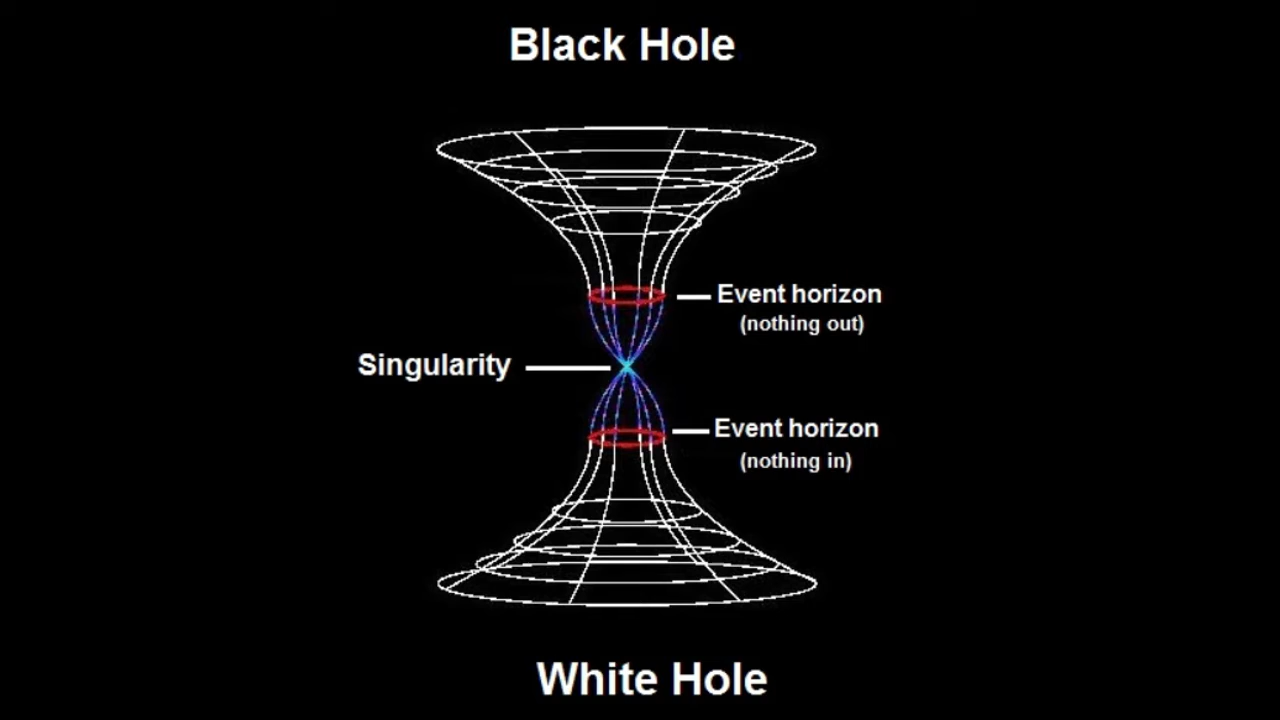 Black Hole
Event horizon
(nothing out)
Singularity
Event horizon
(nothing in)
White Hole